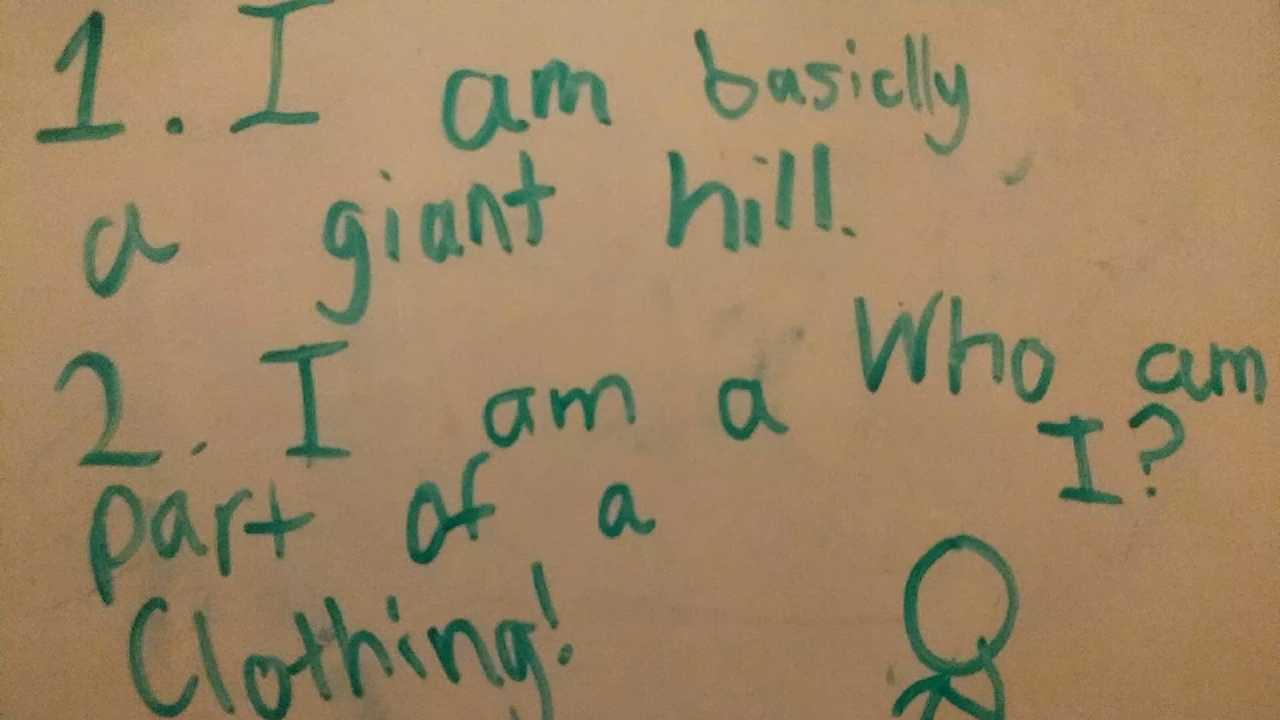 1. I am basiclly
a giant hill.
2. I am a
part of a
Clothing!
Who am
I?